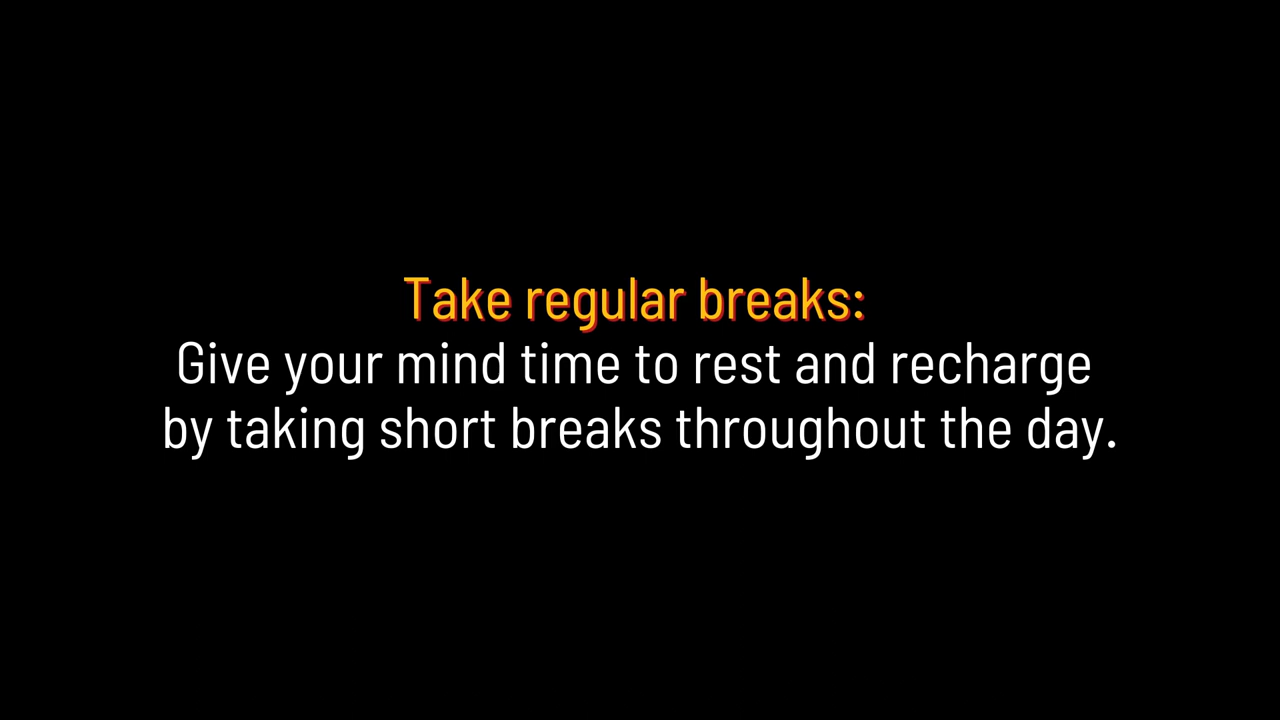 Take regular breaks:
Give your mind time to rest and recharge
by taking short breaks throughout the day.